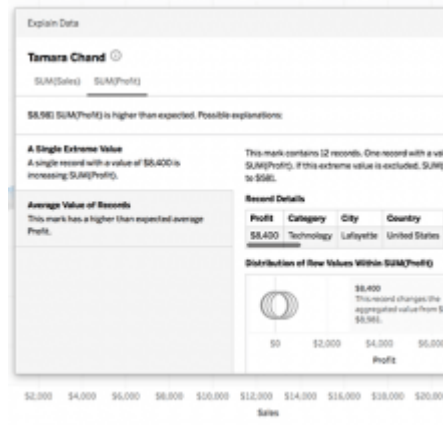 Explain Data
Tamara Chand
SUM(Sales) SUM(Profit)
$8,981 SUM(Profit) is higher than expected. Possible explanations:
A Single Extreme Value
A single record with a value of $8,400 is
increasing SUM(Profit).
Average Value of Records
This mark has a higher than expected average
Profit.
This mark contains 12 records. One record with a val
SUM(Profit). If this extreme value is excluded, SUM(
to $581.
Record Details
Profit Category City Country
$8,400 Technology Lafayette United States
Distribution of Row Values Within SUM(Profit)
$8,400
This record changes the
aggregated value from $
$8,981.
$0 $2,000 $4,000 $6,000
Profit
$2,000 $4,000 $6,000 $8,000 $10,000 $12,000 $14,000 $16,000 $18,000 $20,00
Sales